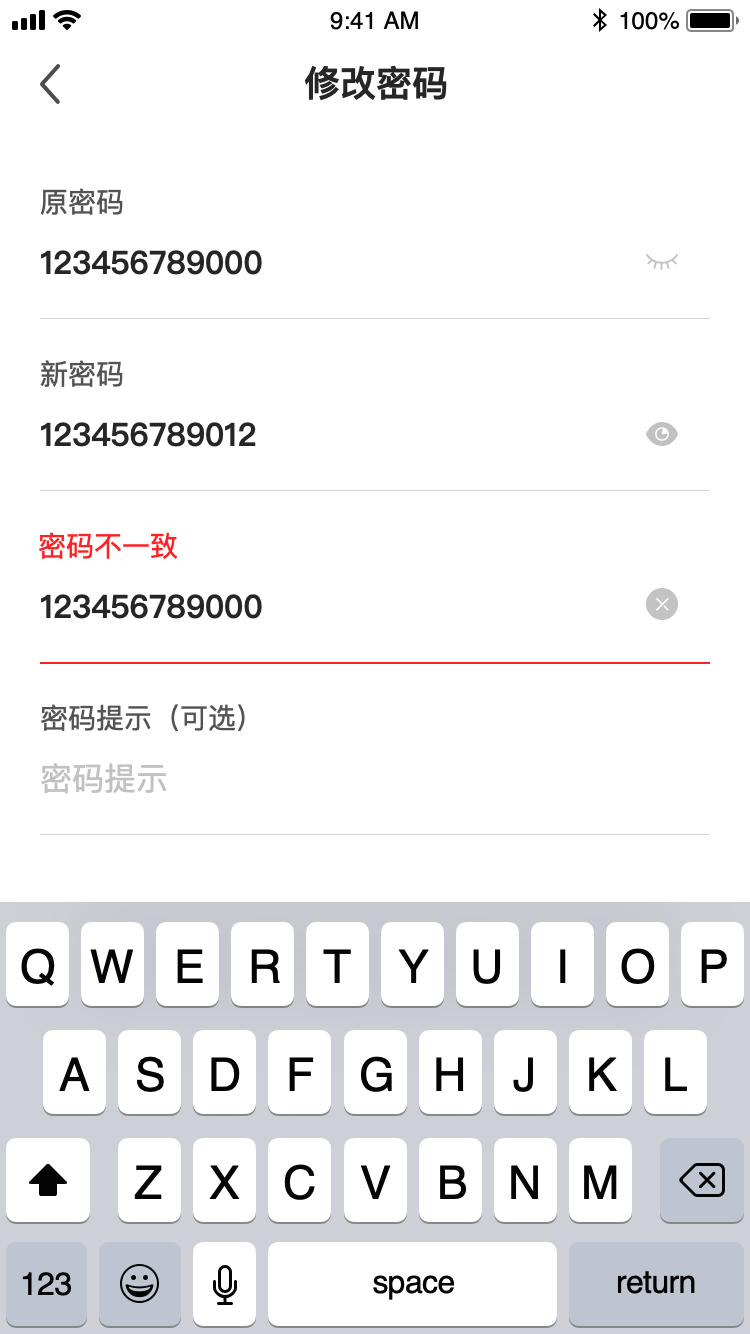 9:41 AM
100%
修改密码
原密码
123456789000
新密码
123456789012
密码不一致
123456789000
密码提示（可选）
密码提示
Q W E R T Y U I O P
A S D F G H J K L
Z X C V B N M
123 space return